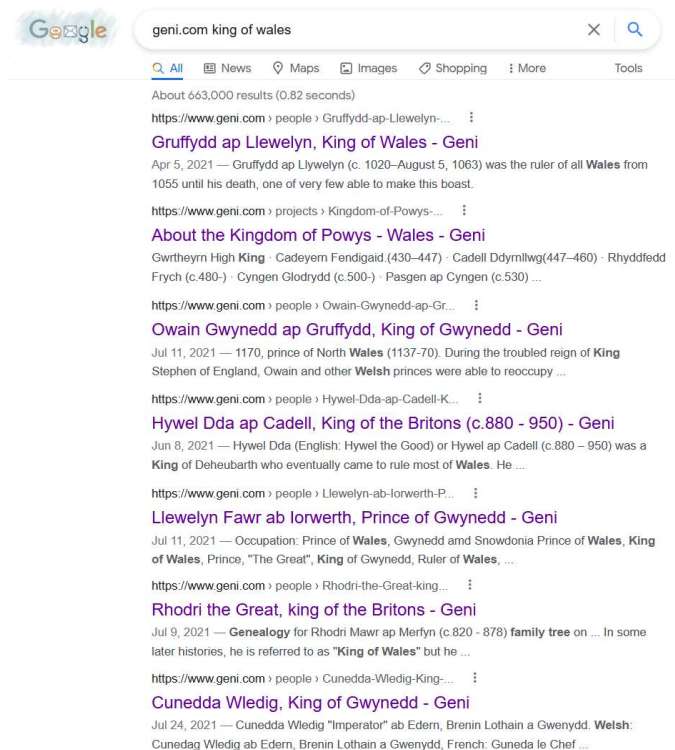 Google
geni.com king of wales
All News Maps Images Shopping More Tools
About 663,000 results (0.82 seconds)
https://www.geni.com › people › Gruffydd-ap-Llewelyn-...
Gruffydd ap Llewelyn, King of Wales - Geni
Apr 5, 2021 — Gruffydd ap Llywelyn (c. 1020–August 5, 1063) was the ruler of all Wales from
1055 until his death, one of very few able to make this boast.
https://www.geni.com › projects › Kingdom-of-Powys-...
About the Kingdom of Powys - Wales - Geni
Gwrtheyrn High King · Cadeyern Fendigaid.(430–447) · Cadell Ddyrnllwg(447–460) · Rhyddfedd
Frych (c.480-) · Cyngen Glodrydd (c.500-) · Pasgen ap Cyngen (c.530) ...
https://www.geni.com › people › Owain-Gwynedd-ap-Gr...
Owain Gwynedd ap Gruffydd, King of Gwynedd - Geni
Jul 11, 2021 — 1170, prince of North Wales (1137-70). During the troubled reign of King
Stephen of England, Owain and other Welsh princes were able to reoccupy ...
https://www.geni.com › people › Hywel-Dda-ap-Cadell-K...
Hywel Dda ap Cadell, King of the Britons (c.880 - 950) - Geni
Jun 8, 2021 — Hywel Dda (English: Hywel the Good) or Hywel ap Cadell (c.880 – 950) was a
King of Deheubarth who eventually came to rule most of Wales. He ...
https://www.geni.com › people › Llewelyn-ab-Iorwerth-P...
Llewelyn Fawr ab Iorwerth, Prince of Gwynedd - Geni
Jul 11, 2021 — Occupation: Prince of Wales, Gwynedd amd Snowdonia Prince of Wales, King
of Wales, Prince, "The Great", King of Gwynedd, Ruler of Wales, ...
https://www.geni.com › people › Rhodri-the-Great-king...
Rhodri the Great, king of the Britons - Geni
Jul 9, 2021 — Genealogy for Rhodri Mawr ap Merfyn (c.820 - 878) family tree on ... In some
later histories, he is referred to as "King of Wales" but he ...
https://www.geni.com › people › Cunedda-Wledig-King-...
Cunedda Wledig, King of Gwynedd - Geni
Jul 24, 2021 — Cunedda Wledig "Imperator" ab Edern, Brenin Lothain a Gwenydd. Welsh:
Cunedag Wledig ab Edern, Brenin Lothain a Gwenydd, French: Guneda le Chef ...